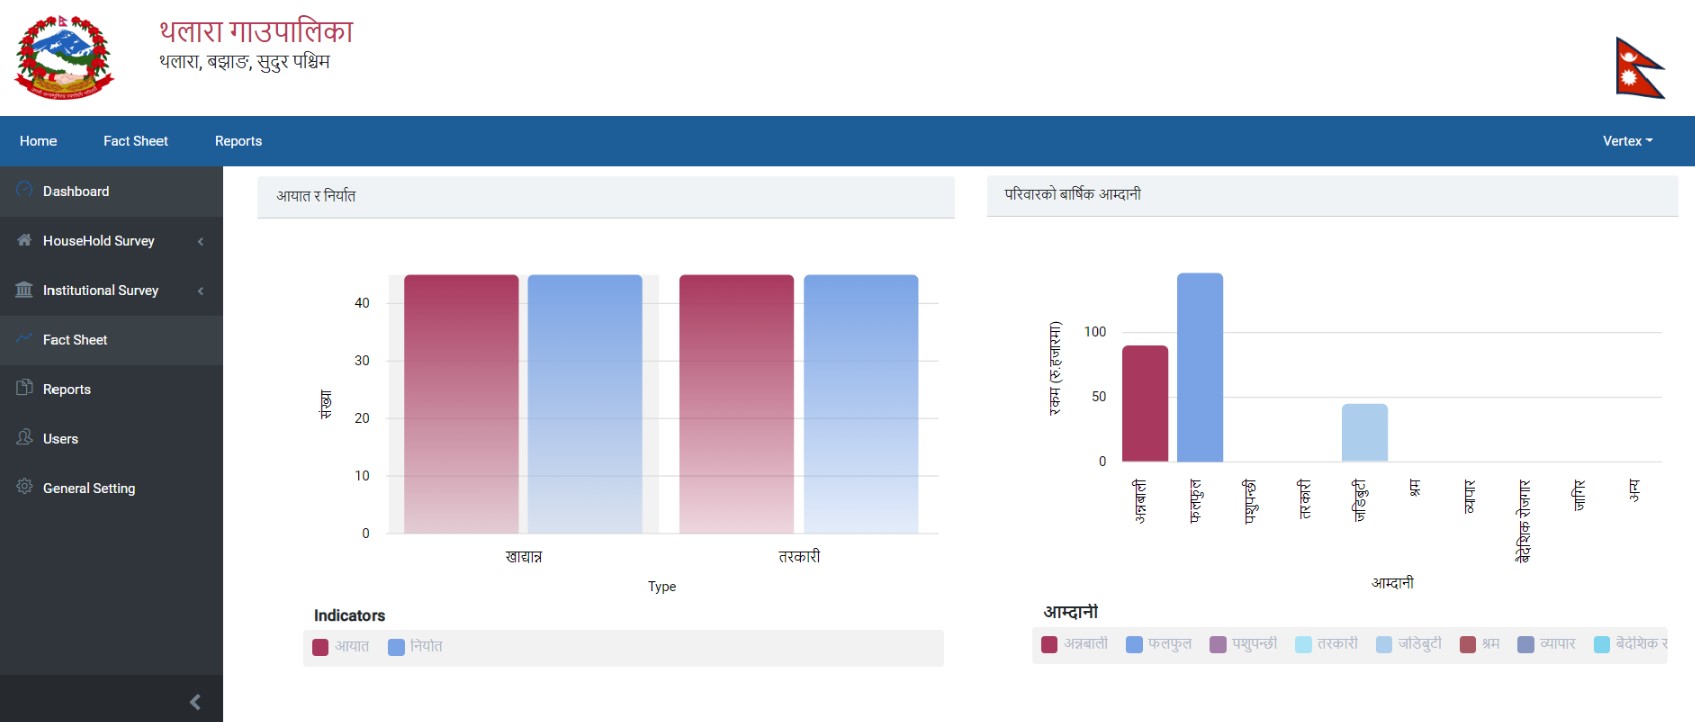 थलारा गाउपालिका
थलारा, बझाङ, सुदुर पश्चिम
Home Fact Sheet Reports Vertex
Dashboard
HouseHold Survey
Institutional Survey
Fact Sheet
Reports
Users
General Setting
आयात र निर्यात
संख्या
40
30
20
10
0
खाद्यान्न तरकारी
Type
Indicators
आयात निर्यात
परिवारको बार्षिक आम्दानी
रकम (रु.हजारमा)
100
50
0
अन्नबाली फलफुल पशुपन्छी तरकारी जडिबुटी श्रम व्यापार बैदेशिक रोजगार जागिर अन्य
आम्दानी
आम्दानी
अन्नबाली फलफुल पशुपन्छी तरकारी जडिबुटी श्रम व्यापार बैदेशिक